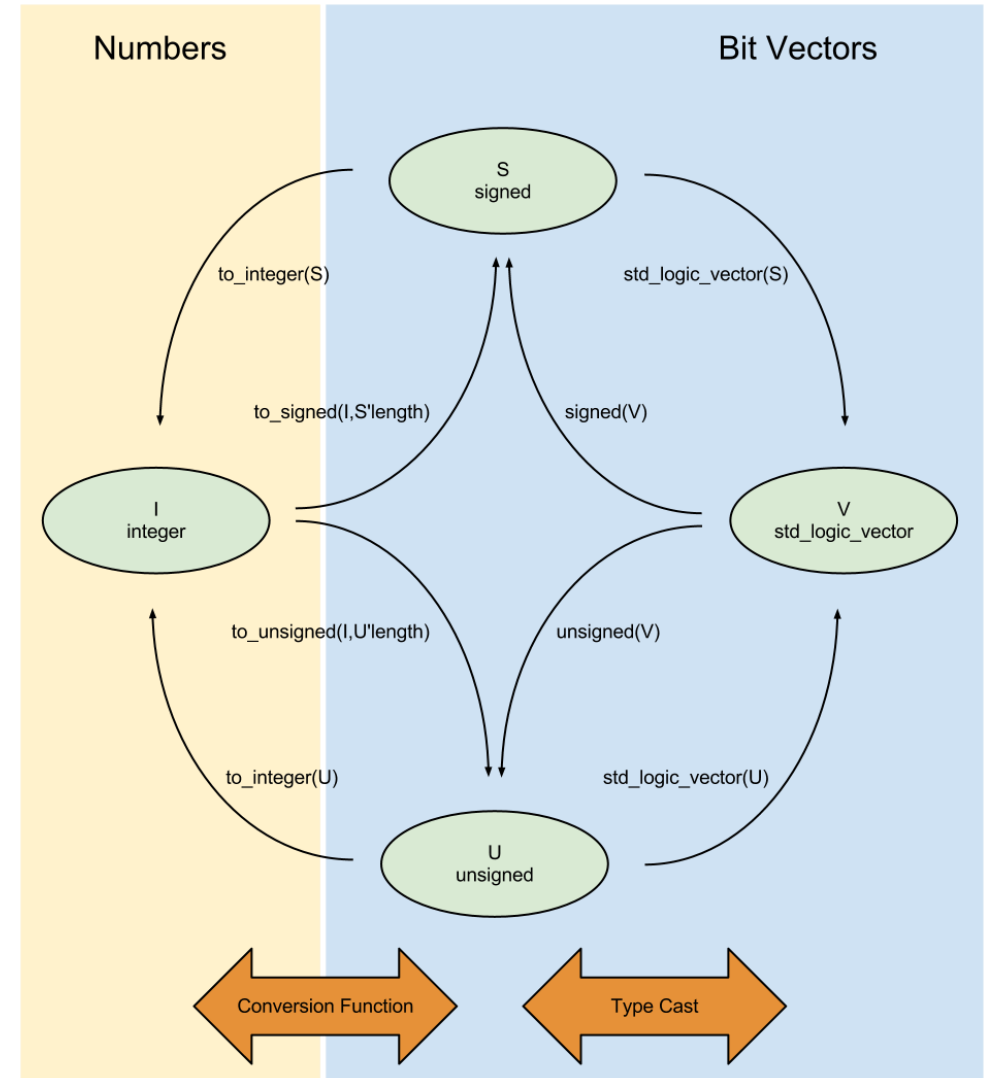 Numbers
Bit Vectors
S
signed
to_integer(S)
std_logic_vector(S)
to_signed(I,S'length)
signed(V)
I
integer
V
std_logic_vector
to_unsigned(I,U'length)
unsigned(V)
to_integer(U)
std_logic_vector(U)
U
unsigned
Conversion Function
Type Cast